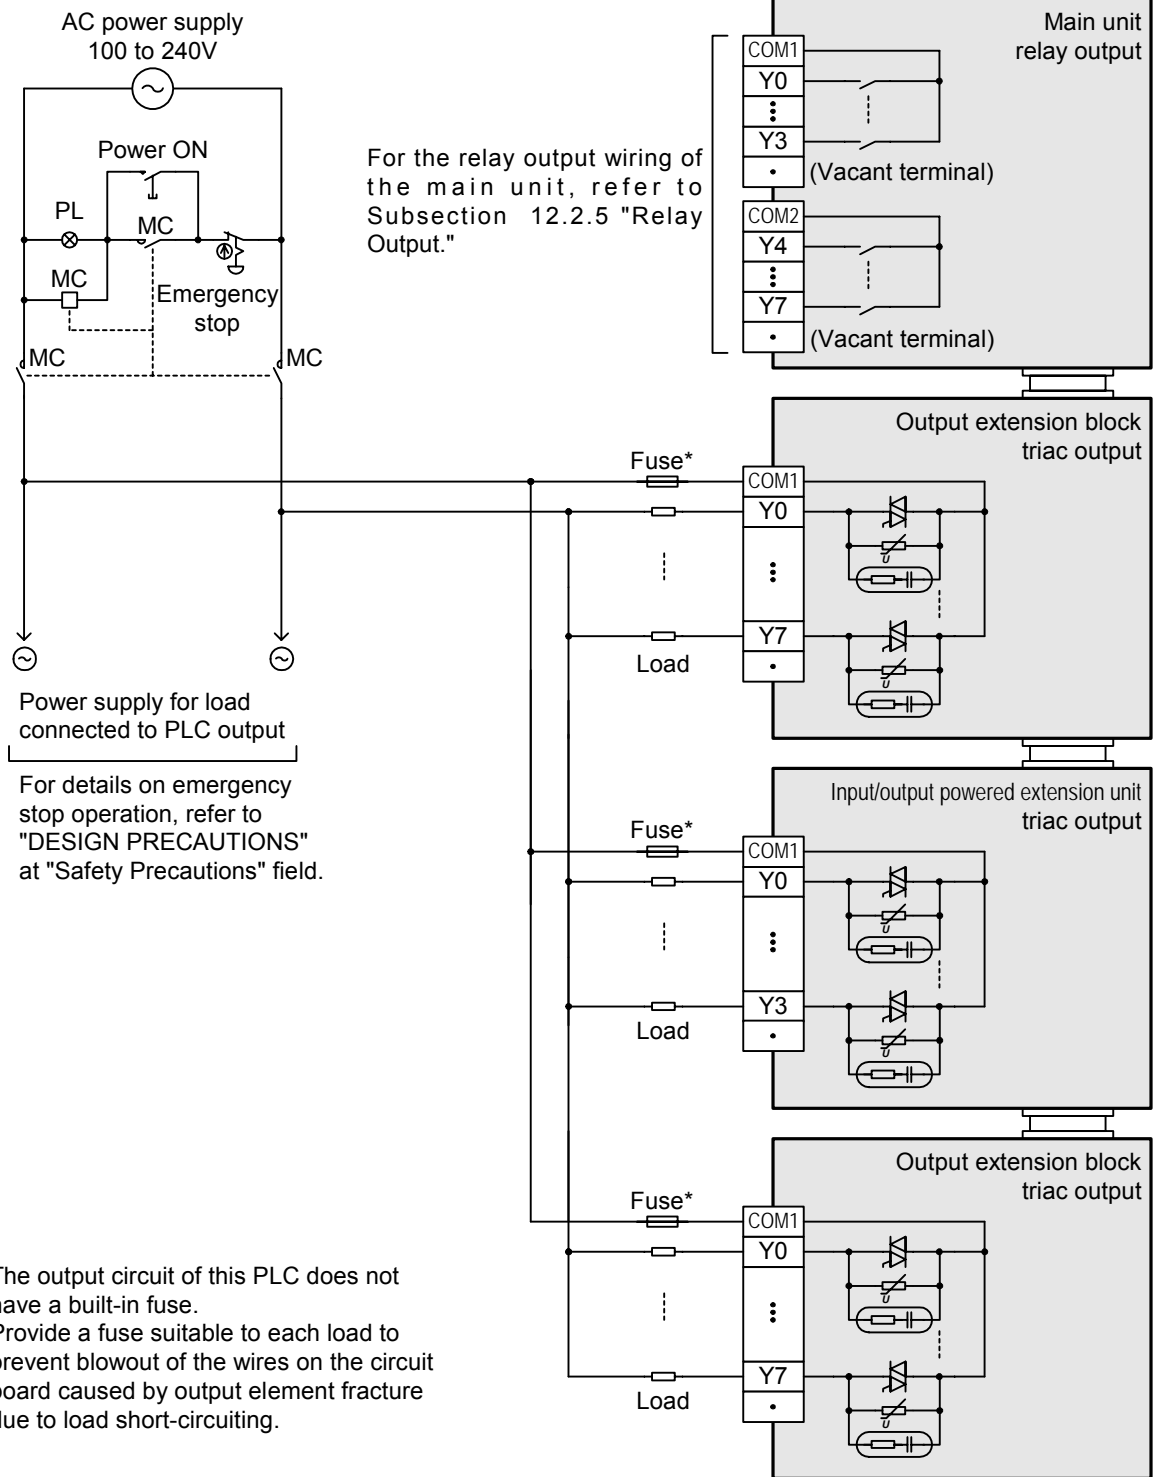 AC power supply
100 to 240V
Power ON
PL
MC
MC
Emergency
stop
MC
MC
For the relay output wiring of
the main unit, refer to
Subsection 12.2.5 "Relay
Output."
Main unit
relay output
COM1
Y0
Y3
(Vacant terminal)
COM2
Y4
Y7
(Vacant terminal)
Output extension block
triac output
Fuse*
COM1
Y0
Y7
Load
Power supply for load
connected to PLC output
For details on emergency
stop operation, refer to
"DESIGN PRECAUTIONS"
at "Safety Precautions" field.
Input/output powered extension unit
triac output
Fuse*
COM1
Y0
U
Y3
Load
U
Output extension block
triac output
Fuse*
COM1
Y0
U
Y7
Load
U
The output circuit of this PLC does not
have a built-in fuse.
Provide a fuse suitable to each load to
prevent blowout of the wires on the circuit
board caused by output element fracture
due to load short-circuiting.